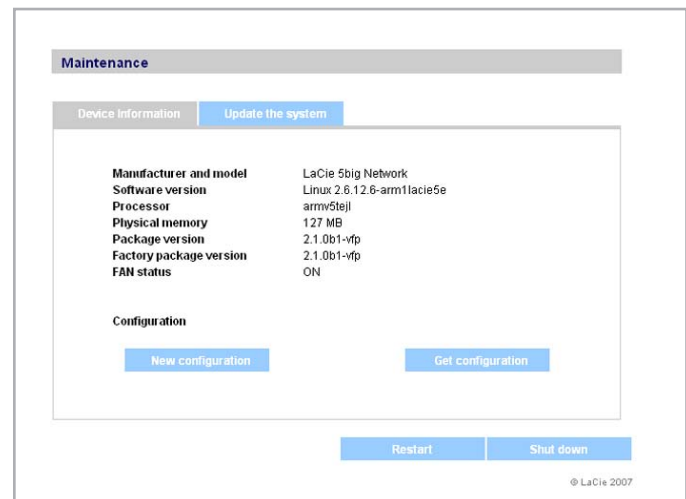 Maintenance
Device Information Update the system
Manufacturer and model LaCie 5big Network
Software version Linux 2.6.12.6-arm1lacie5e
Processor armv5tejl
Physical memory 127 MB
Package version 2.1.0b1-vfp
Factory package version 2.1.0b1-vfp
FAN status ON
Configuration
New configuration Get configuration
Restart Shut down
© LaCie 2007